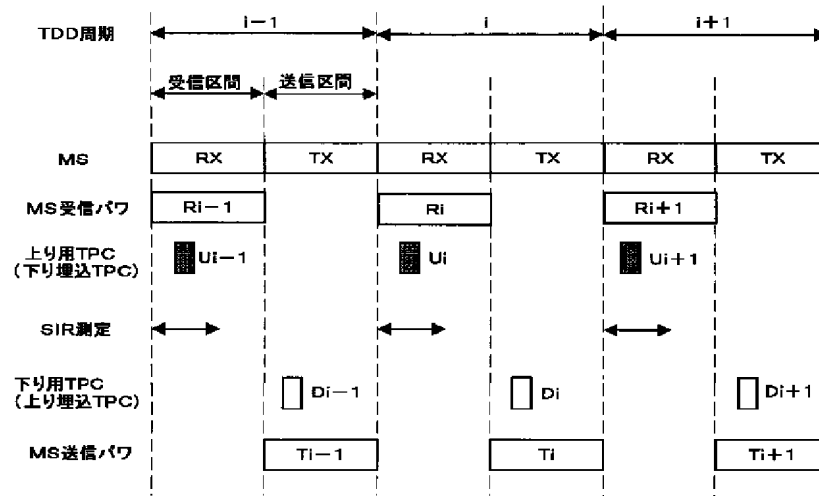 TDD周期 i−1 i i+1
受信区間 送信区間
MS RX TX RX TX RX TX
MS受信パワ Ri−1 Ri Ri+1
上り用TPC
(下り埋込TPC) Ui−1 Ui Ui+1
SIR測定
下り用TPC
(上り埋込TPC) Di−1 Di Di+1
MS送信パワ Ti−1 Ti Ti+1